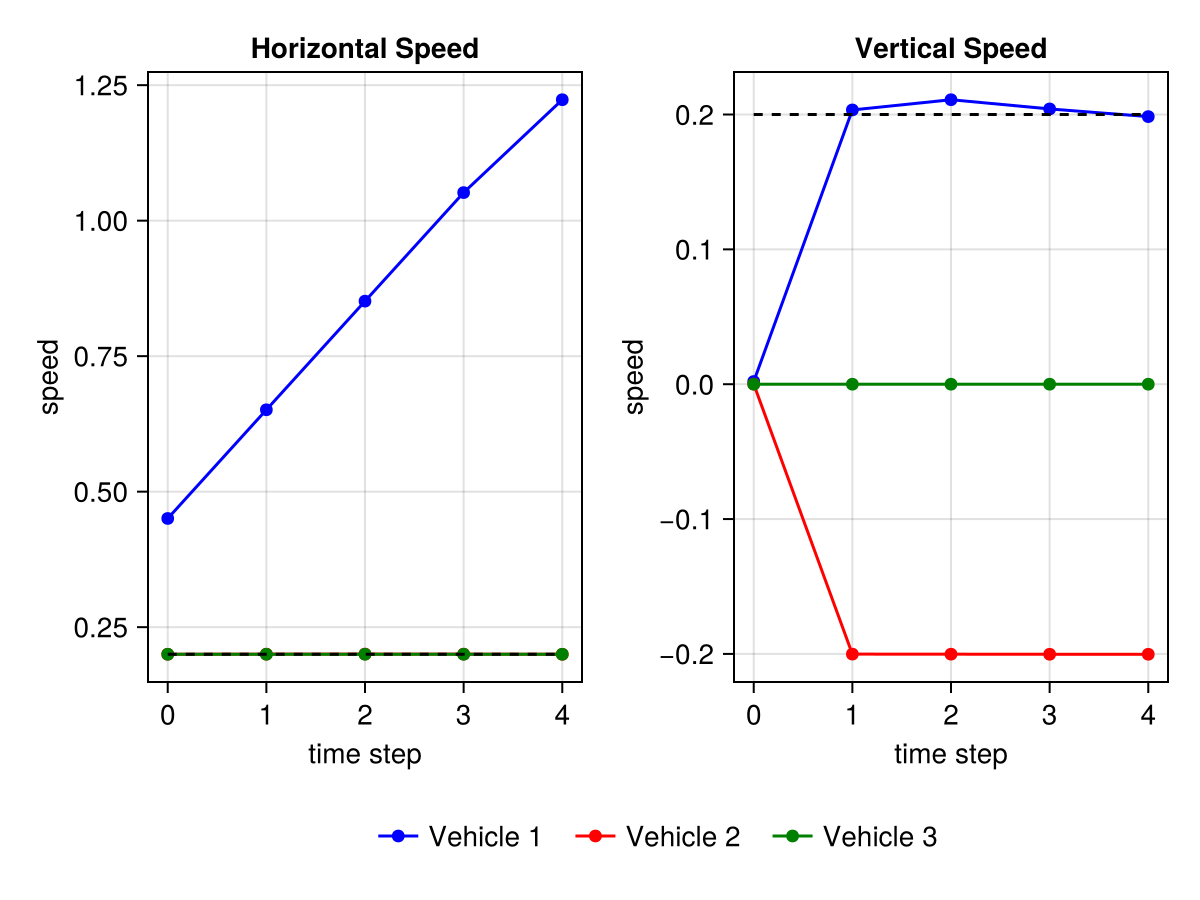 Horizontal Speed
1.25
1.00
0.75
0.50
0.25
speed
0 1 2 3 4
time step
Vertical Speed
0.2
0.1
0.0
−0.1
−0.2
speed
0 1 2 3 4
time step
Vehicle 1 Vehicle 2 Vehicle 3